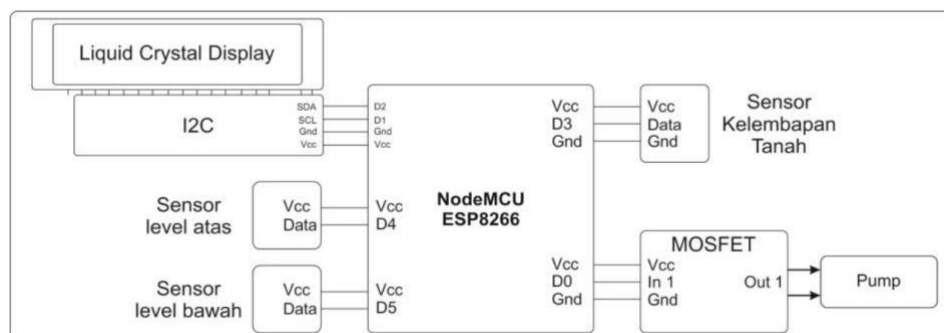 Liquid Crystal Display
I2C
SDA
SCL
Gnd
Vcc
D2
D1
Gnd
Vcc
Sensor
level atas
Vcc
Data
Vcc
D4
Sensor
level bawah
Vcc
Data
Vcc
D5
NodeMCU
ESP8266
Vcc
D3
Gnd
Vcc
Data
Gnd
Sensor
Kelembapan
Tanah
Vcc
D0
Gnd
MOSFET
Vcc
In 1
Gnd
Out 1
Pump